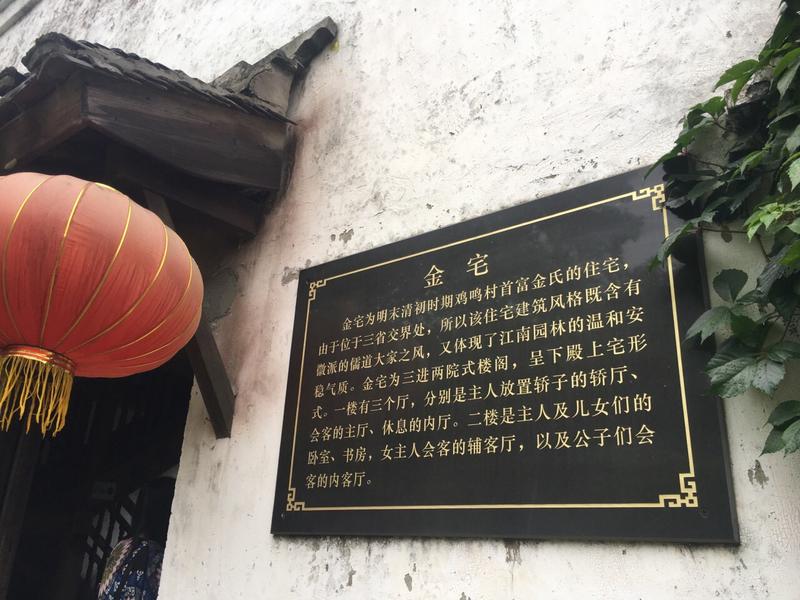 金宅
金宅为明末清初时期鸡鸣村首富金氏的住宅，
由于位于三省交界处，所以该住宅建筑风格既含有
徽派的儒道大家之风，又体现了江南园林的温和安
稳气质。金宅为三进两院式楼阁，呈下殿上宅形
式。一楼有三个厅，分别是主人放置轿子的轿厅、
会客的主厅、休息的内厅。二楼是主人及儿女们的
卧室、书房，女主人会客的辅客厅，以及公子们会
客的内客厅。